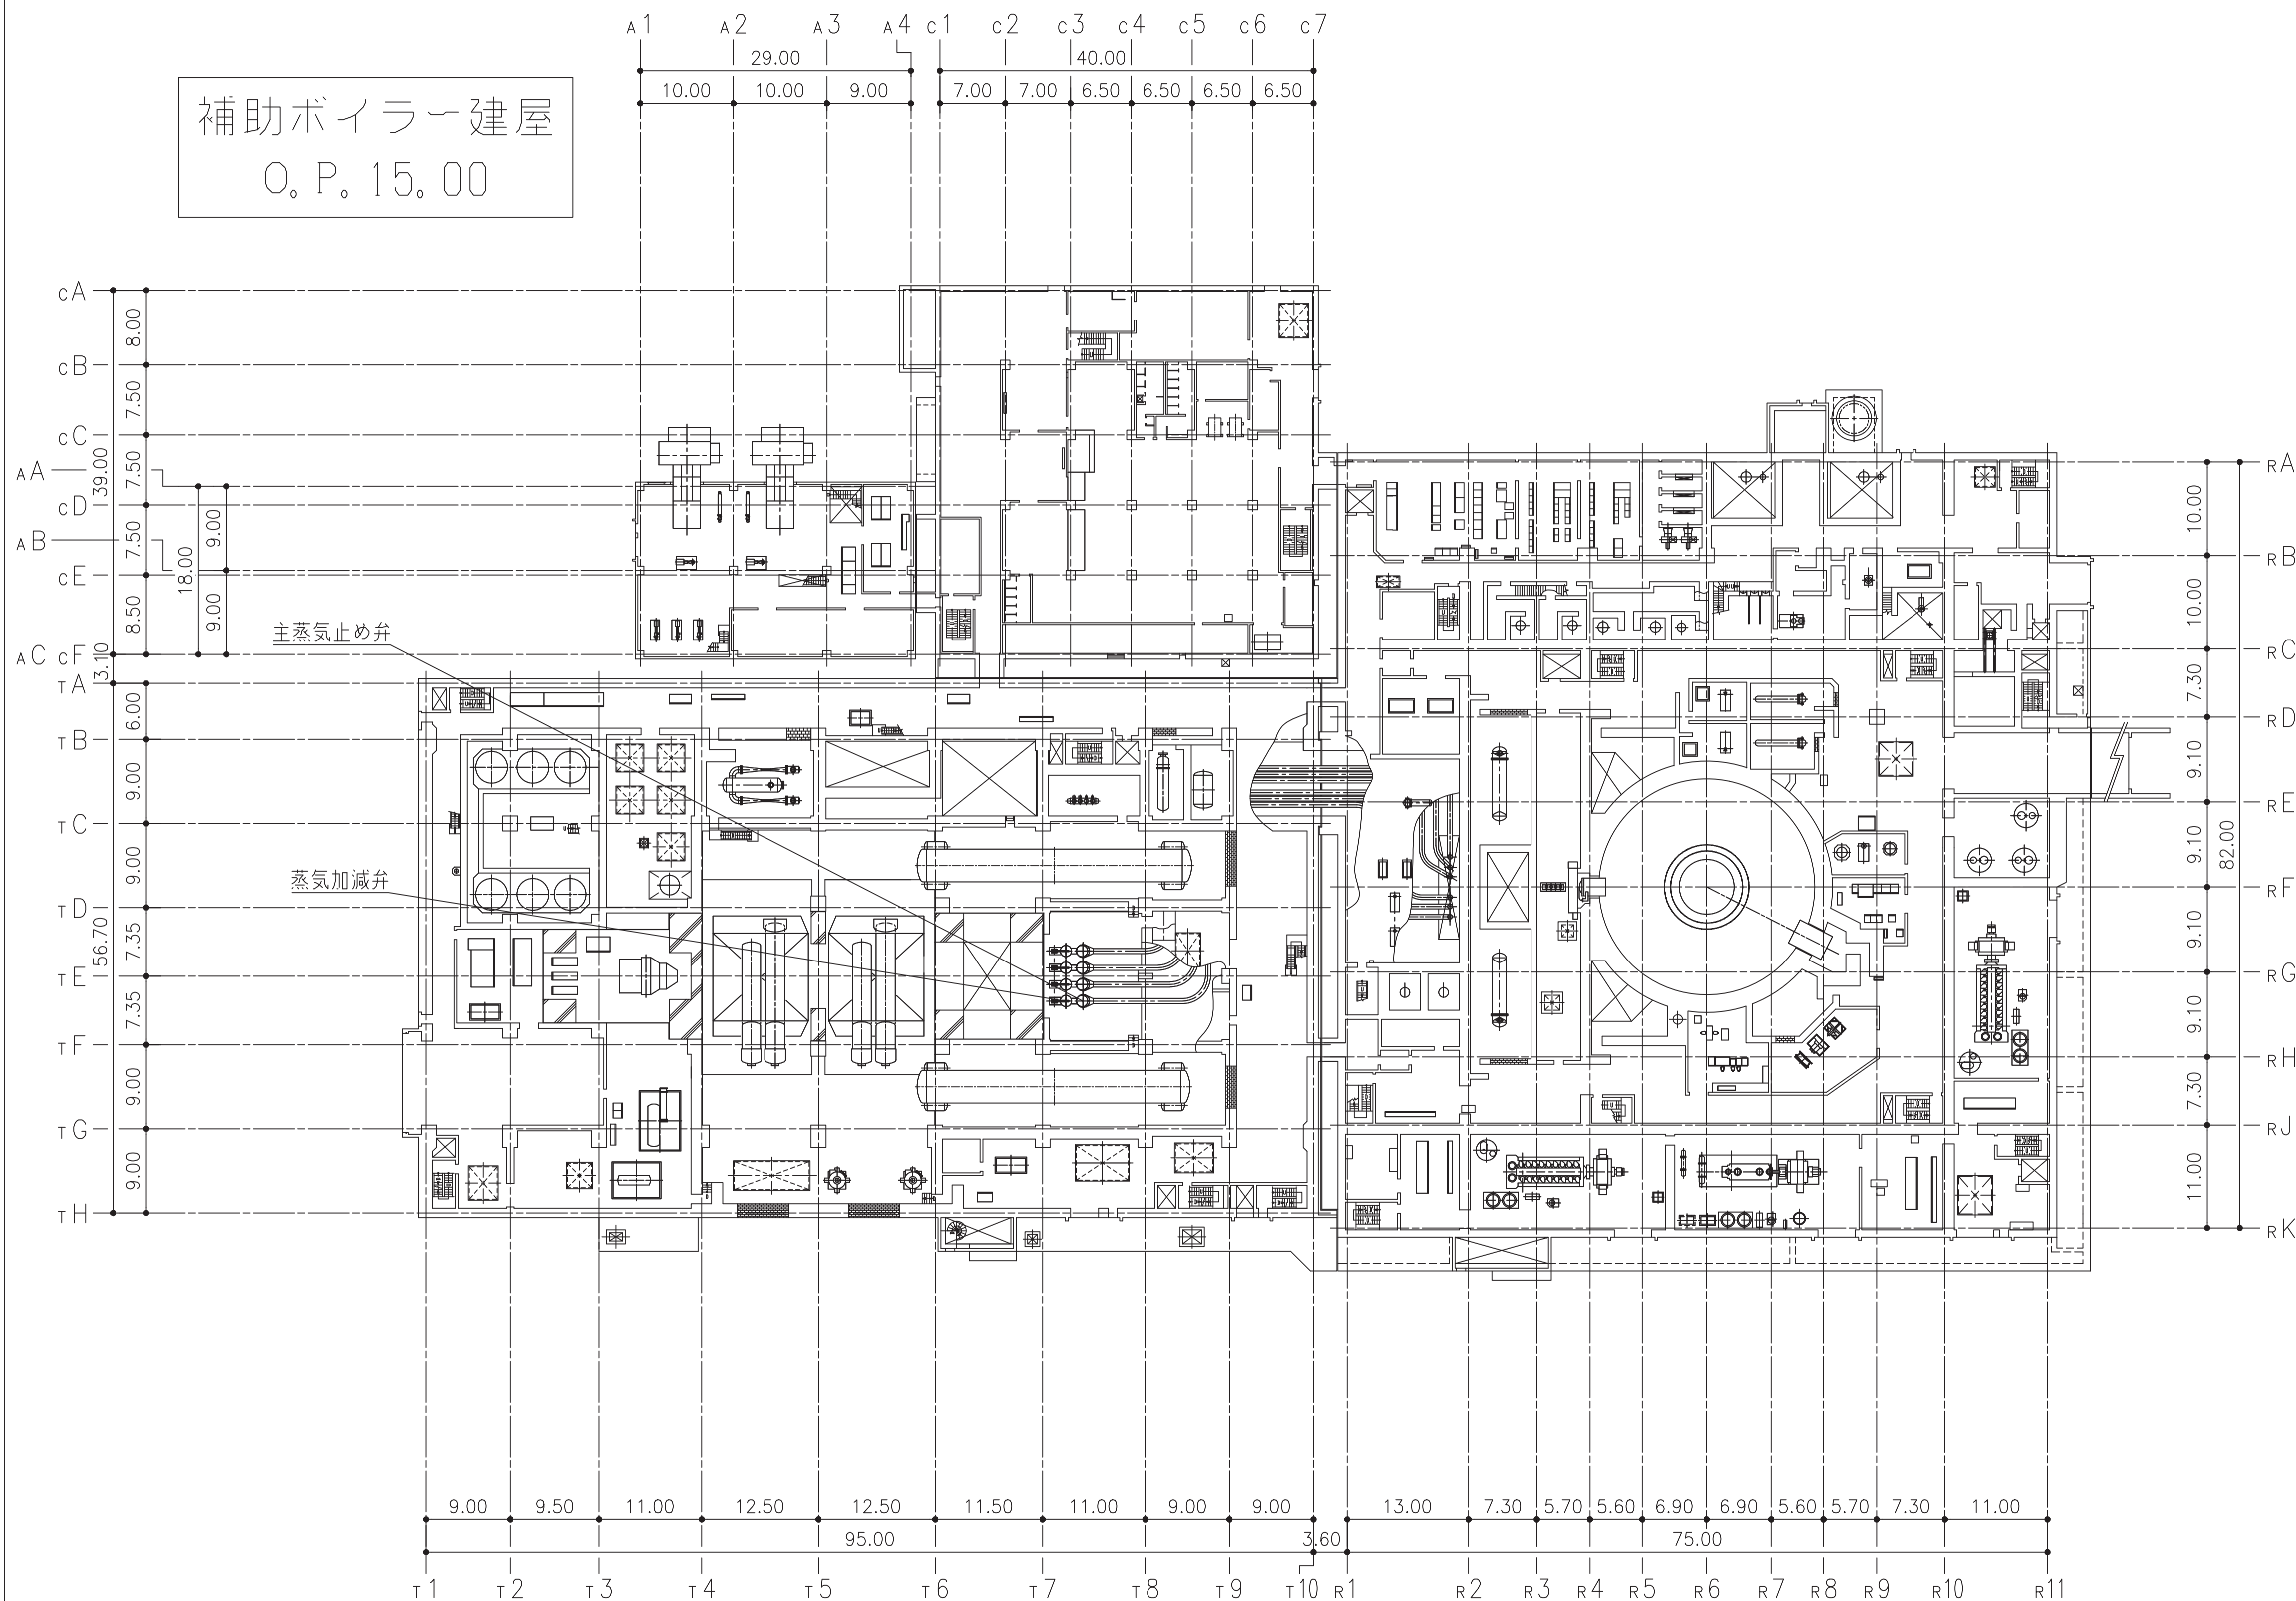 A1 A2 A3 A4 C1 C2 C3 C4 C5 C6 C7
29.00 40.00
10.00 10.00 9.00 7.00 7.00 6.50 6.50 6.50 6.50
補助ボイラー建屋
O.P.15.00
CA
8.00
CB
7.50
CC
39.00
AA
7.50
CD
AB
7.50
CE
8.50
AC CF
18.00
9.00
9.00
3.10
TA
6.00
TB
9.00
TC
9.00
TD
56.70
7.35
TE
7.35
TF
9.00
TG
9.00
TH
主蒸気止め弁
蒸気加減弁
RA
10.00
RB
10.00
RC
7.30
RD
9.10
RE
9.10
82.00
RF
9.10
RG
9.10
RH
7.30
RJ
11.00
RK
9.00 9.50 11.00 12.50 12.50 11.50 11.00 9.00 9.00 13.00 7.30 5.70 5.60 6.90 6.90 5.60 5.70 7.30 11.00
95.00 3.60 75.00
T1 T2 T3 T4 T5 T6 T7 T8 T9 T10 R1 R2 R3 R4 R5 R6 R7 R8 R9 R10 R11